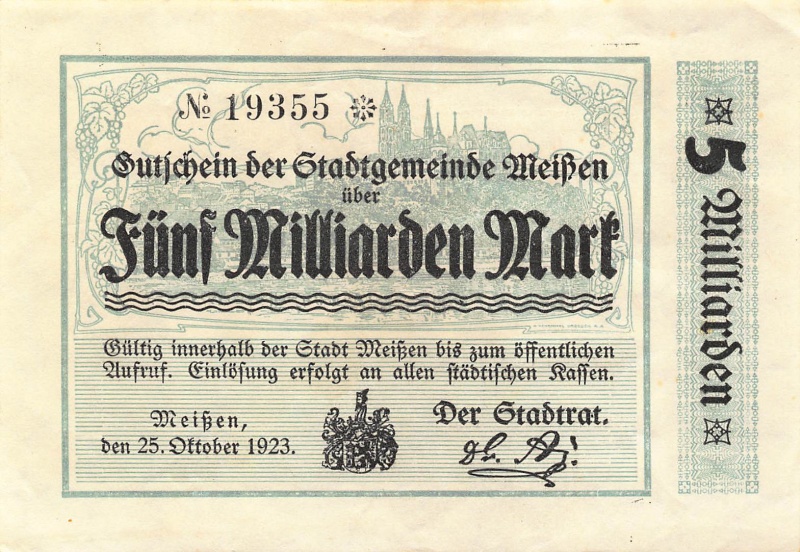 № 19355 ※
Gutschein der Stadtgemeinde Meißen
über
Fünf Milliarden Mark
Gültig innerhalb der Stadt Meißen bis zum öffentlichen
Aufruf. Einlösung erfolgt an allen städtischen Kassen.
Meißen,
den 25. Oktober 1923.
Der Stadtrat.
5 Milliarden